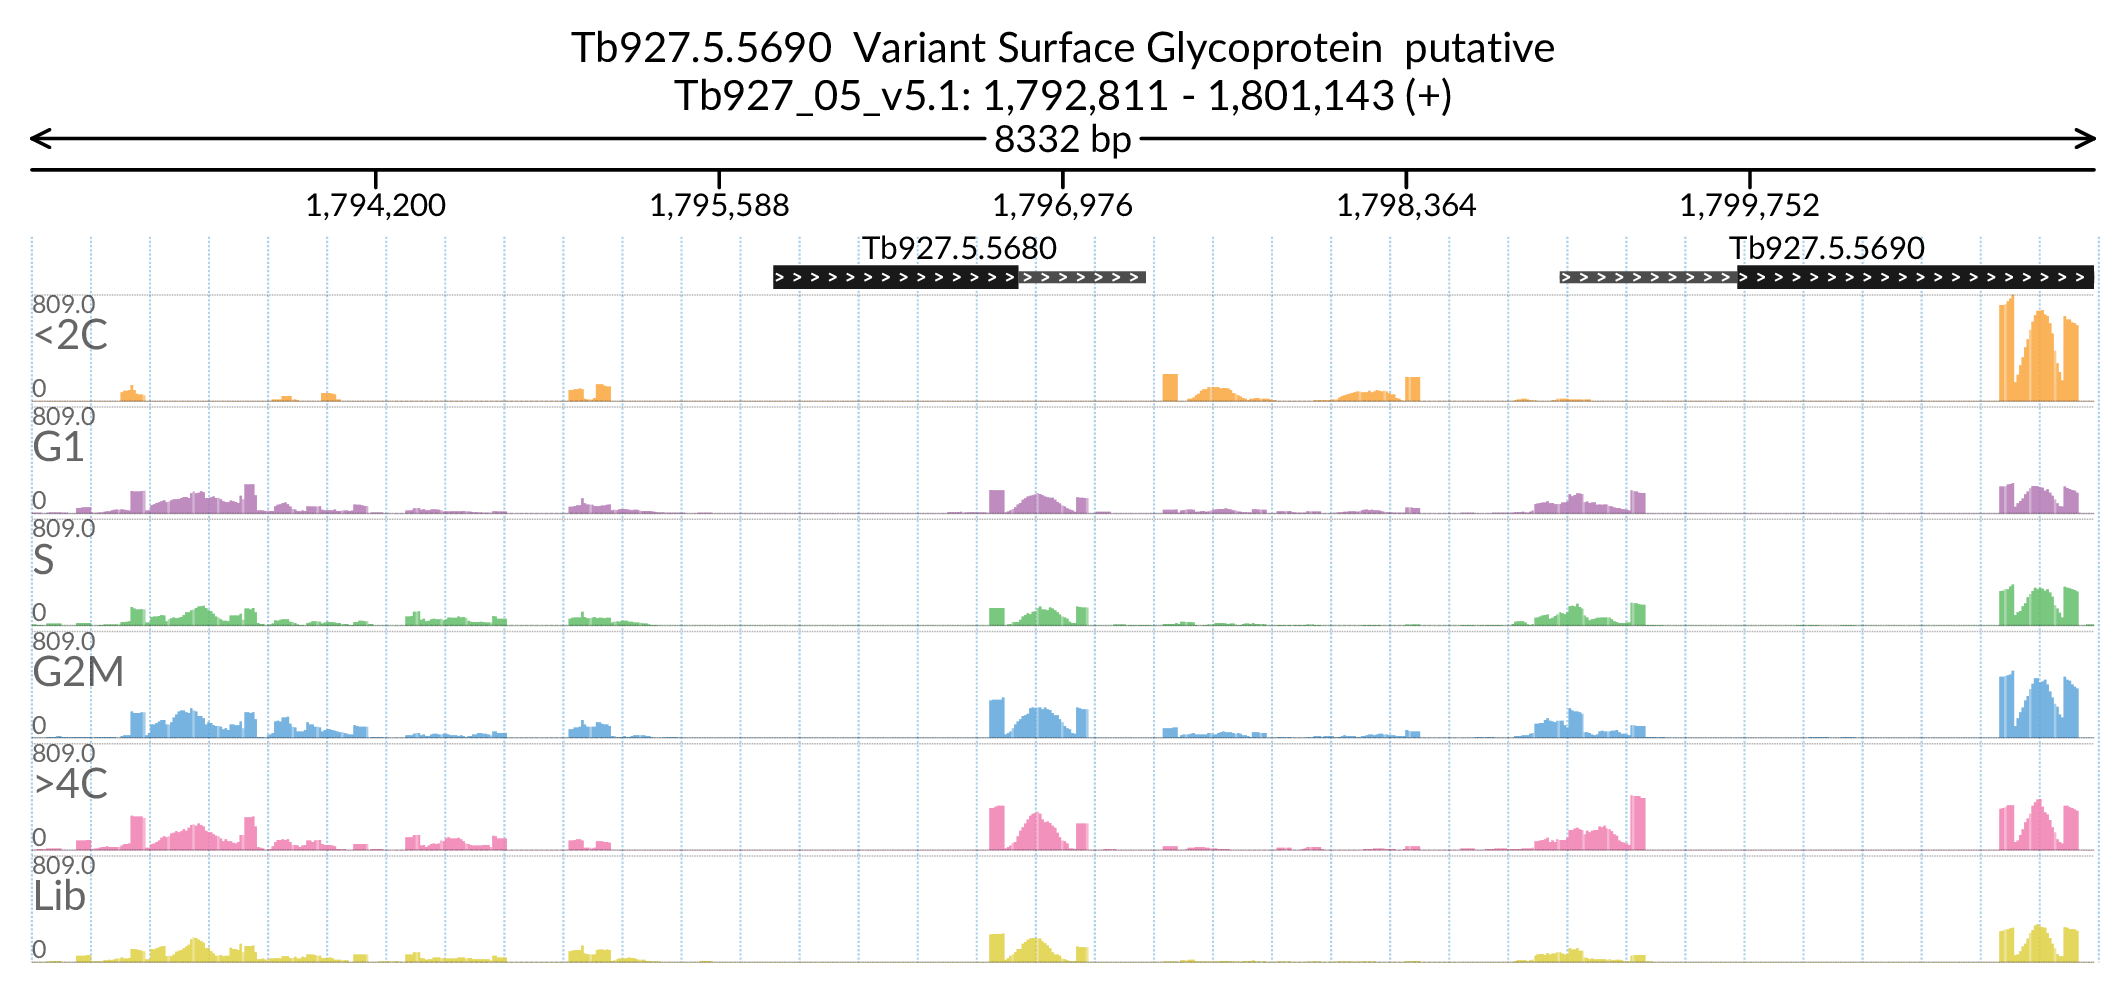 Tb927.5.5690  Variant Surface Glycoprotein  putative
Tb927_05_v5.1: 1,792,811 - 1,801,143 (+)
8332 bp
1,794,200 1,795,588 1,796,976 1,798,364 1,799,752
Tb927.5.5680 Tb927.5.5690
809.0
<2C
0
809.0
G1
0
809.0
S
0
809.0
G2M
0
809.0
>4C
0
809.0
Lib
0